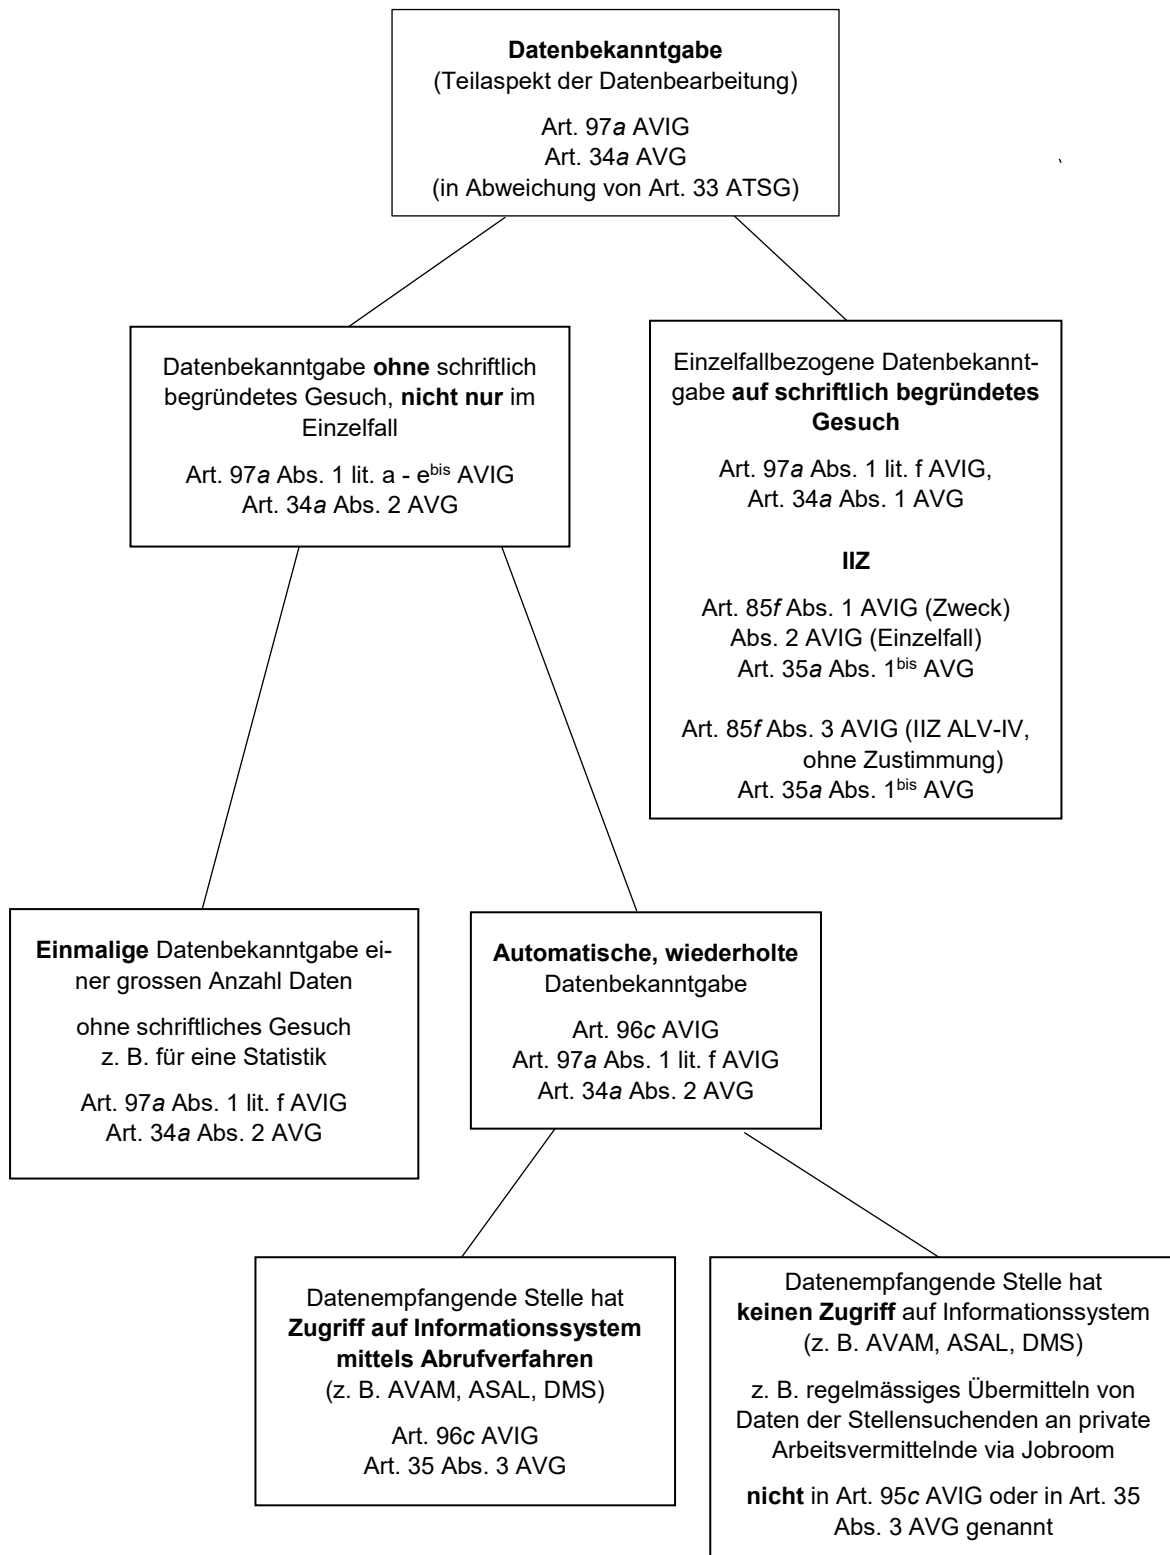 Datenbekanntgabe
(Teilaspekt der Datenbearbeitung)
Art. 97a AVIG
Art. 34a AVG
(in Abweichung von Art. 33 ATSG)
Datenbekanntgabe ohne schriftlich
begründetes Gesuch, nicht nur im
Einzelfall
Art. 97a Abs. 1 lit. a - ebis AVIG
Art. 34a Abs. 2 AVG
Einzelfallbezogene Datenbekannt-
gabe auf schriftlich begründetes
Gesuch
Art. 97a Abs. 1 lit. f AVIG,
Art. 34a Abs. 1 AVG
IIZ
Art. 85f Abs. 1 AVIG (Zweck)
Abs. 2 AVIG (Einzelfall)
Art. 35a Abs. 1bis AVG
Art. 85f Abs. 3 AVIG (IIZ ALV-IV,
ohne Zustimmung)
Art. 35a Abs. 1bis AVG
Einmalige Datenbekanntgabe ei-
ner grossen Anzahl Daten
ohne schriftliches Gesuch
z. B. für eine Statistik
Art. 97a Abs. 1 lit. f AVIG
Art. 34a Abs. 2 AVG
Automatische, wiederholte
Datenbekanntgabe
Art. 96c AVIG
Art. 97a Abs. 1 lit. f AVIG
Art. 34a Abs. 2 AVG
Datenempfangende Stelle hat
Zugriff auf Informationssystem
mittels Abrufverfahren
(z. B. AVAM, ASAL, DMS)
Art. 96c AVIG
Art. 35 Abs. 3 AVG
Datenempfangende Stelle hat
keinen Zugriff auf Informationssystem
(z. B. AVAM, ASAL, DMS)
z. B. regelmässiges Übermitteln von
Daten der Stellensuchenden an private
Arbeitsvermittelnde via Jobroom
nicht in Art. 95c AVIG oder in Art. 35
Abs. 3 AVG genannt